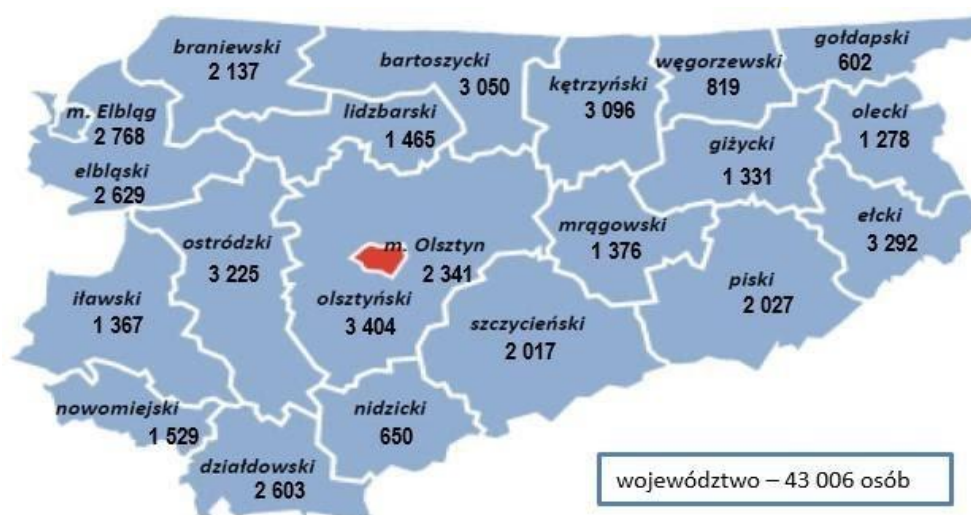 braniewski
2 137
bartoszycki
3 050
kętrzyński
3 096
węgorzewski
819
gołdapski
602
m. Elbląg
2 768
lidzbarski
1 465
olecki
1 278
giżycki
1 331
elbląski
2 629
ostródzki
3 225
m. Olsztyn
2 341
mrągowski
1 376
ełcki
3 292
iławski
1 367
olsztyński
3 404
szczycieński
2 017
piski
2 027
nowomiejski
1 529
nidzicki
650
działdowski
2 603
województwo – 43 006 osób